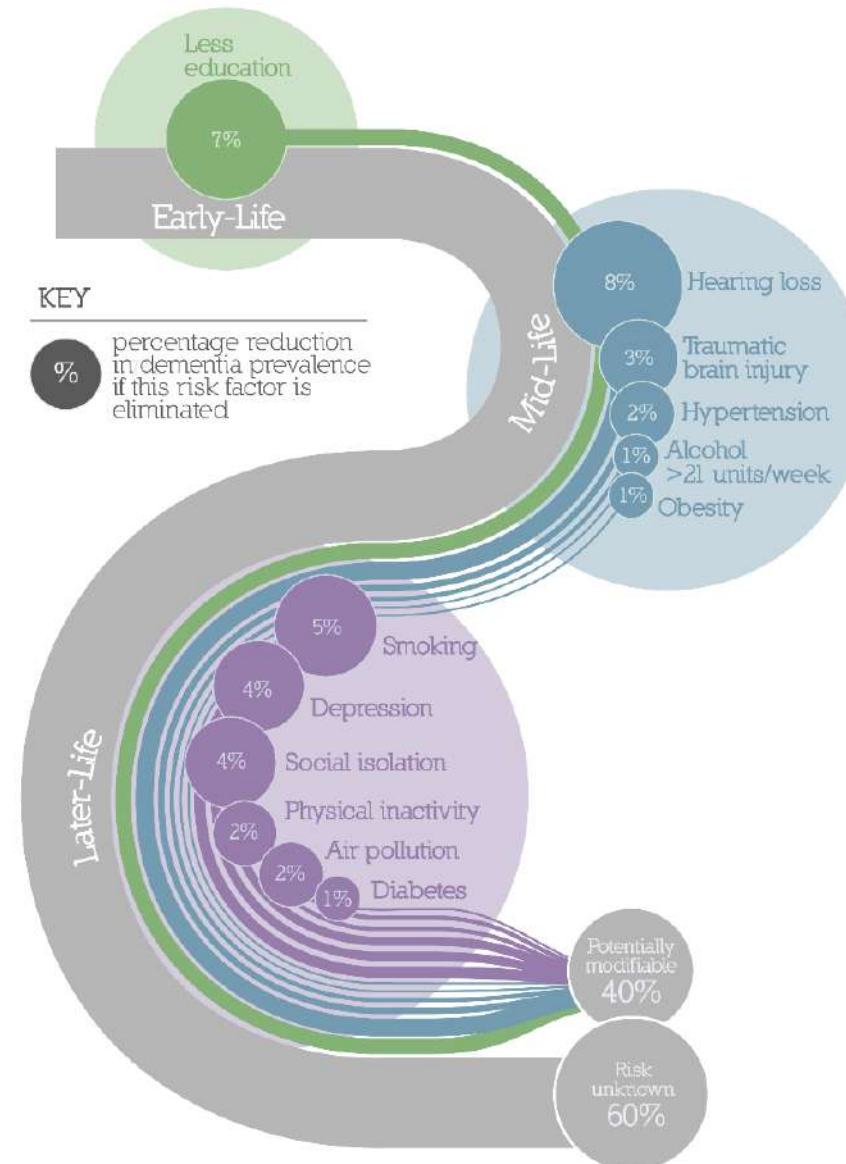 Less
education
7%
Early-Life
KEY
%
percentage reduction
in dementia prevalence
if this risk factor is
eliminated
Mid-Life
8%
Hearing loss
3%
Traumatic
brain injury
2%
Hypertension
1%
Alcohol
>21 units/week
1%
Obesity
Later-Life
5%
Smoking
4%
Depression
4%
Social isolation
2%
Physical inactivity
2%
Air pollution
1%
Diabetes
Potentially
modifiable
40%
Risk
unknown
60%